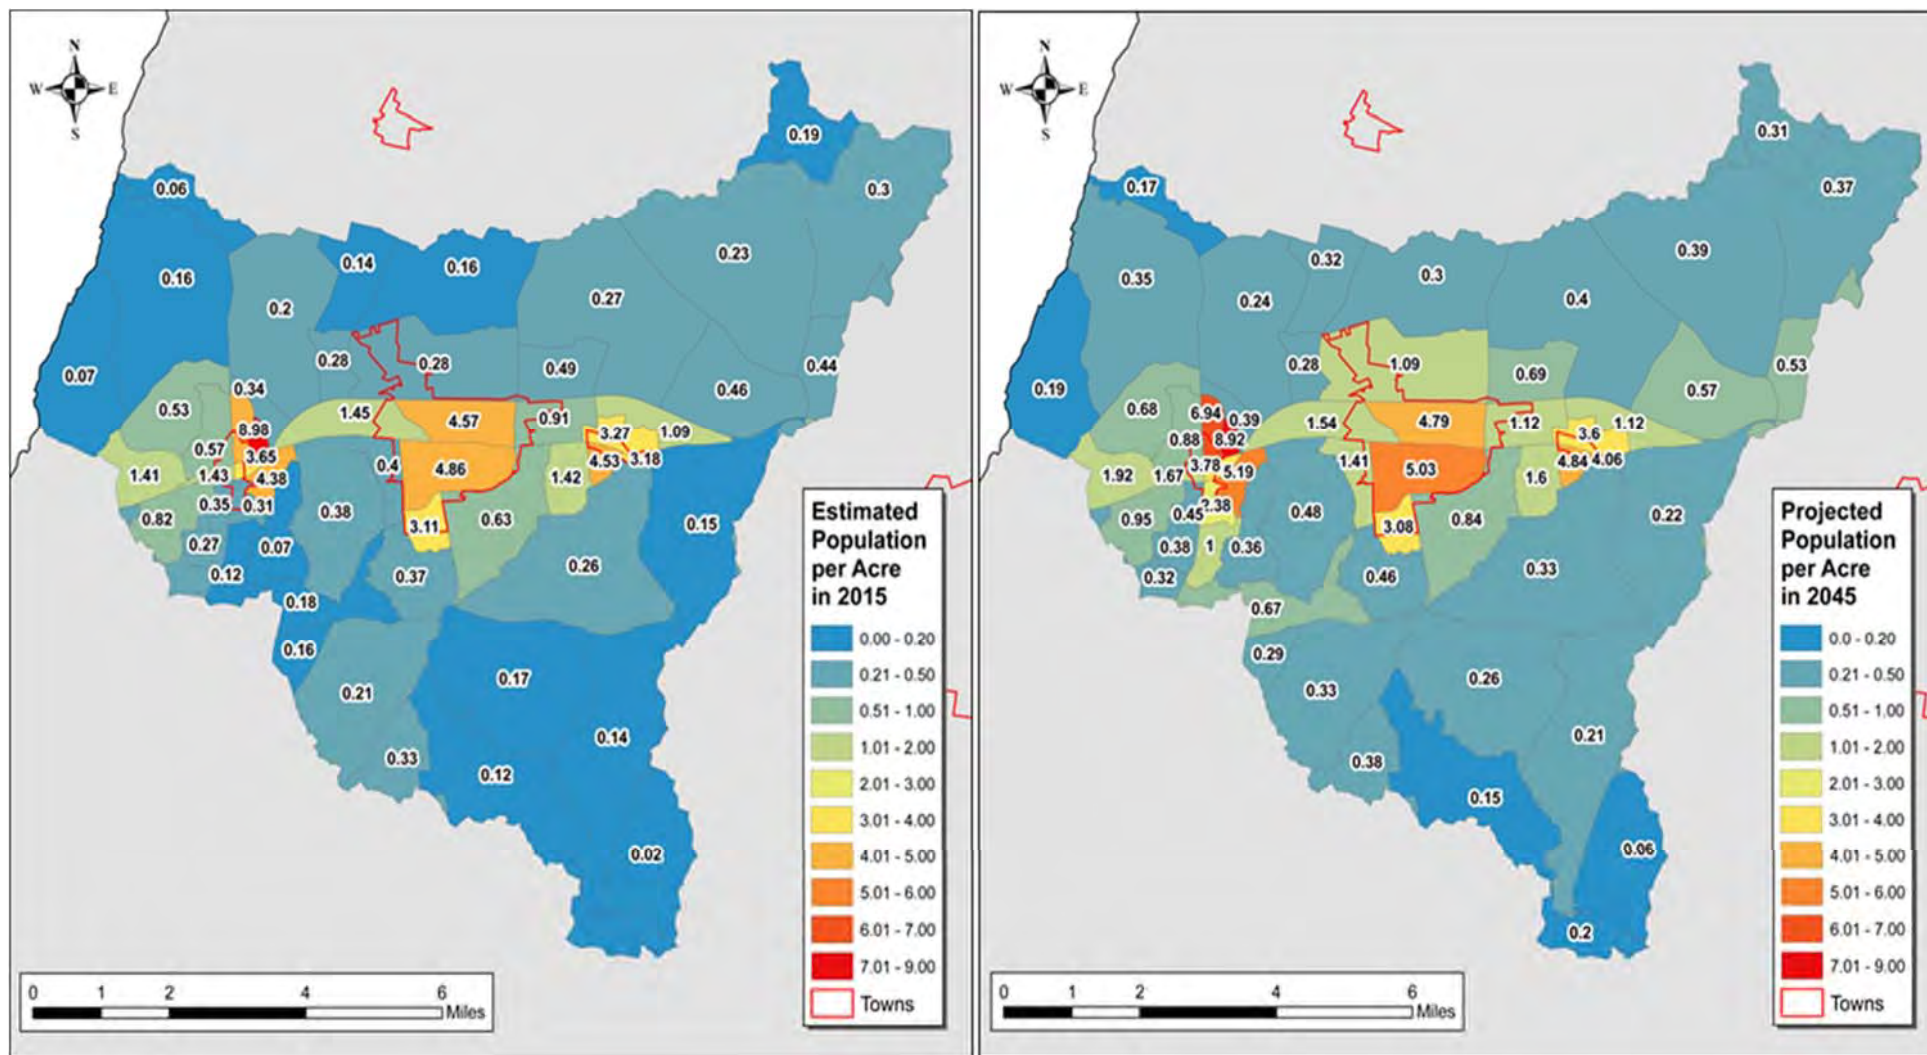 N
W E
S
0.19
0.3
0.06
0.23
0.14
0.16
0.16
0.27
0.2
0.28
0.28
0.49
0.44
0.07
0.46
0.34
0.53
1.45
4.57
0.91
8.98
3.27
1.09
0.57
3.65
4.53
3.18
1.41
1.43
4.38
0.4
4.86
1.42
0.35
0.31
0.38
0.82
3.11
0.63
0.15
0.27
0.07
0.12
0.37
0.26
0.18
0.16
0.17
0.21
0.14
0.33
0.12
0.02
Estimated
Population
per Acre
in 2015
0.00 - 0.20
0.21 - 0.50
0.51 - 1.00
1.01 - 2.00
2.01 - 3.00
3.01 - 4.00
4.01 - 5.00
5.01 - 6.00
6.01 - 7.00
7.01 - 9.00
Towns
0 1 2 4 6
Miles
N
W E
S
0.31
0.37
0.17
0.39
0.32
0.3
0.35
0.24
0.4
0.28
1.09
0.69
0.53
0.19
0.57
0.68
6.94
0.39
1.54
4.79
1.12
1.12
0.88
8.92
3.6
1.92
1.67
3.78
5.19
1.41
5.03
4.84
4.06
1.6
0.95
0.45
2.38
0.48
3.08
0.84
0.22
0.38
1
0.36
0.32
0.46
0.33
0.67
0.29
0.33
0.26
0.21
0.38
0.15
0.06
0.2
Projected
Population
per Acre
in 2045
0.0 - 0.20
0.21 - 0.50
0.51 - 1.00
1.01 - 2.00
2.01 - 3.00
3.01 - 4.00
4.01 - 5.00
5.01 - 6.00
6.01 - 7.00
7.01 - 9.00
Towns
0 1 2 4 6
Miles